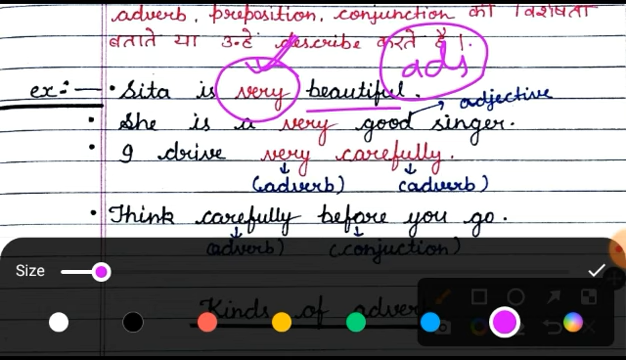 adverb, preposition, conjunction की विशेषता
बताते या उन्हें describe करते है।
ads
ex:— • Sita is very beautiful.
adjective
• She is a very good singer.
• I drive very carefully.
(adverb) (adverb)
• Think carefully before you go.
(adverb) (conjuction)
Size
Kinds of adverb